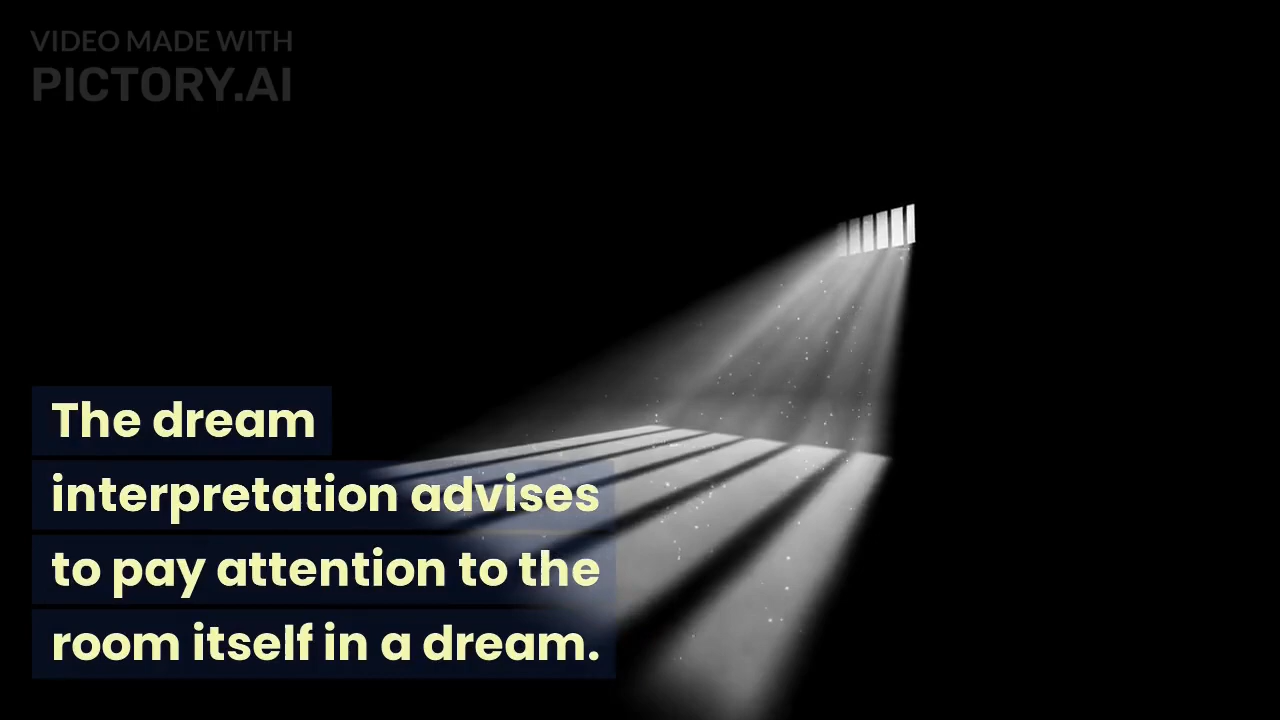 VIDEO MADE WITH
PICTORY.AI
The dream
interpretation advises
to pay attention to the
room itself in a dream.